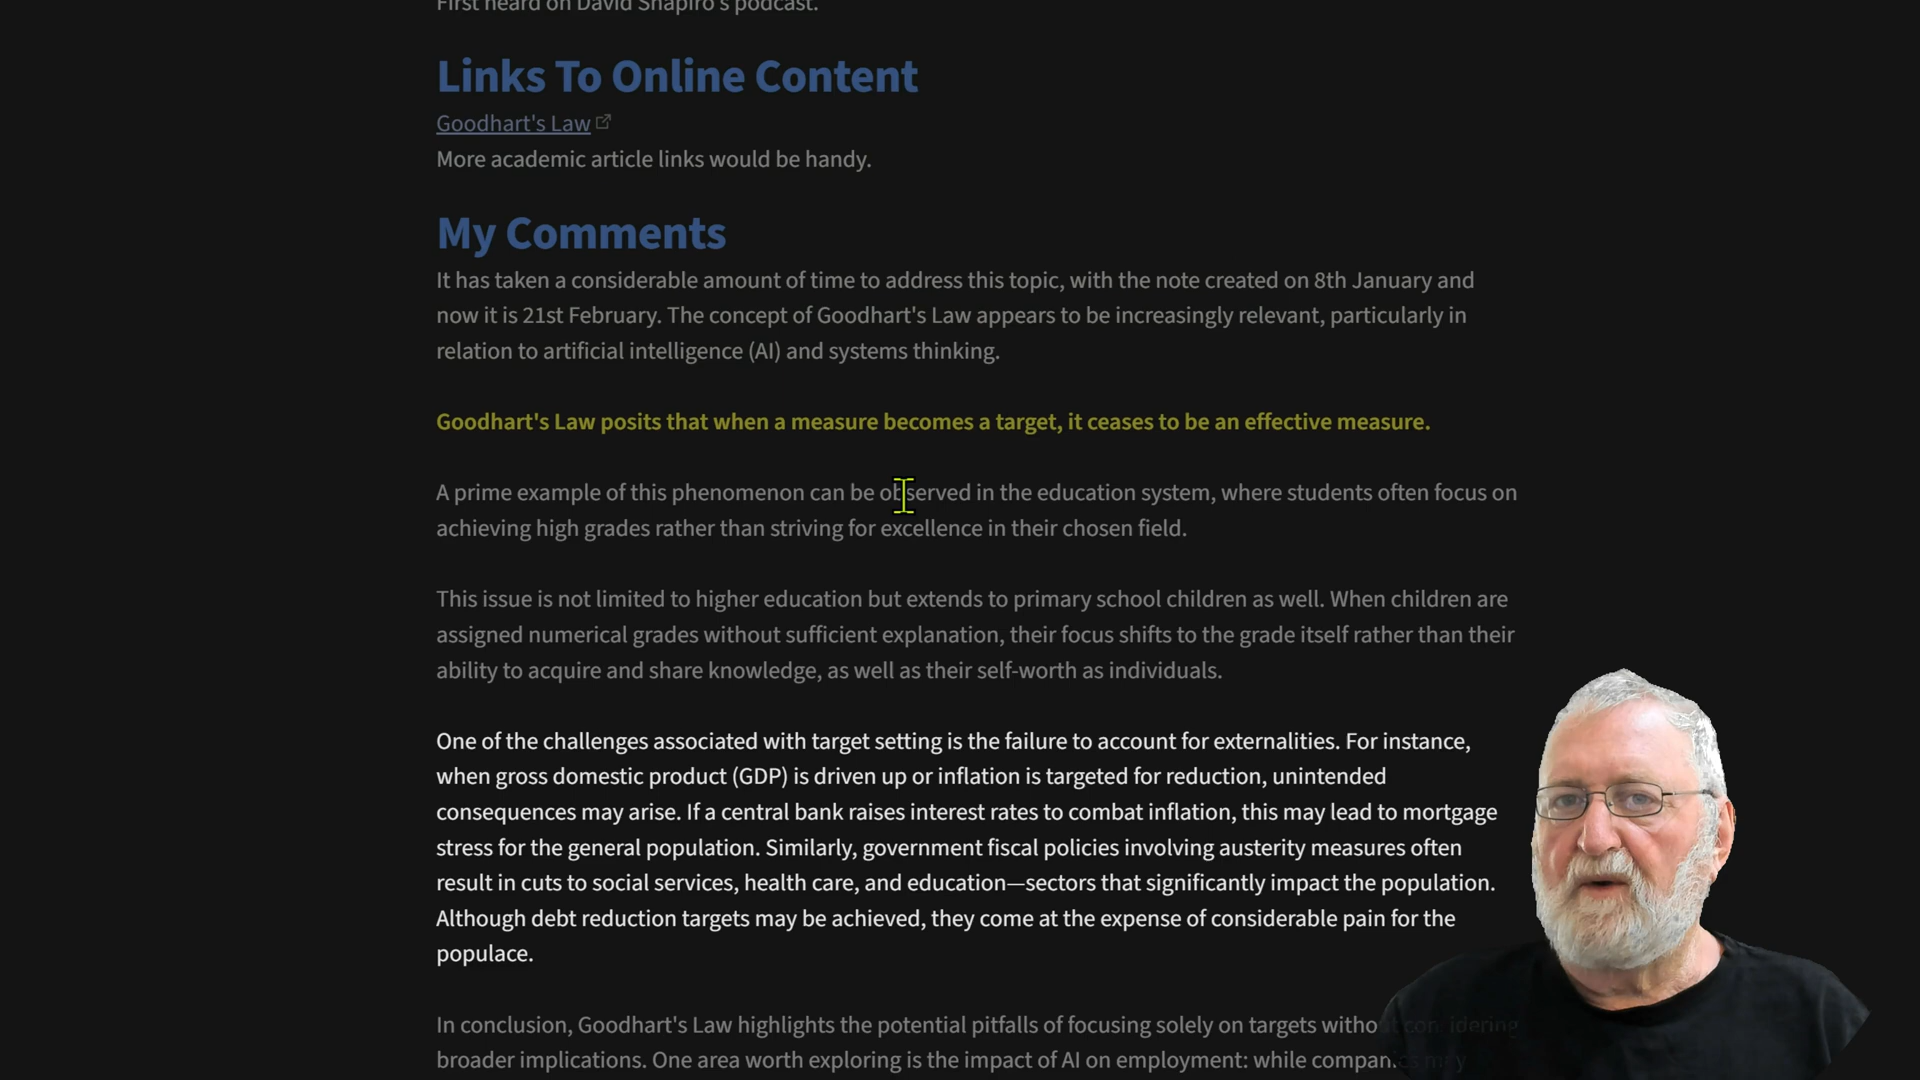 First heard on David Shapiro's podcast.
Links To Online Content
Goodhart's Law
More academic article links would be handy.
My Comments
It has taken a considerable amount of time to address this topic, with the note created on 8th January and
now it is 21st February. The concept of Goodhart's Law appears to be increasingly relevant, particularly in
relation to artificial intelligence (AI) and systems thinking.
Goodhart's Law posits that when a measure becomes a target, it ceases to be an effective measure.
A prime example of this phenomenon can be observed in the education system, where students often focus on
achieving high grades rather than striving for excellence in their chosen field.
This issue is not limited to higher education but extends to primary school children as well. When children are
assigned numerical grades without sufficient explanation, their focus shifts to the grade itself rather than their
ability to acquire and share knowledge, as well as their self-worth as individuals.
One of the challenges associated with target setting is the failure to account for externalities. For instance,
when gross domestic product (GDP) is driven up or inflation is targeted for reduction, unintended
consequences may arise. If a central bank raises interest rates to combat inflation, this may lead to mortgage
stress for the general population. Similarly, government fiscal policies involving austerity measures often
result in cuts to social services, health care, and education—sectors that significantly impact the population.
Although debt reduction targets may be achieved, they come at the expense of considerable pain for the
populace.
In conclusion, Goodhart's Law highlights the potential pitfalls of focusing solely on targets without considering
broader implications. One area worth exploring is the impact of AI on employment: while companies may